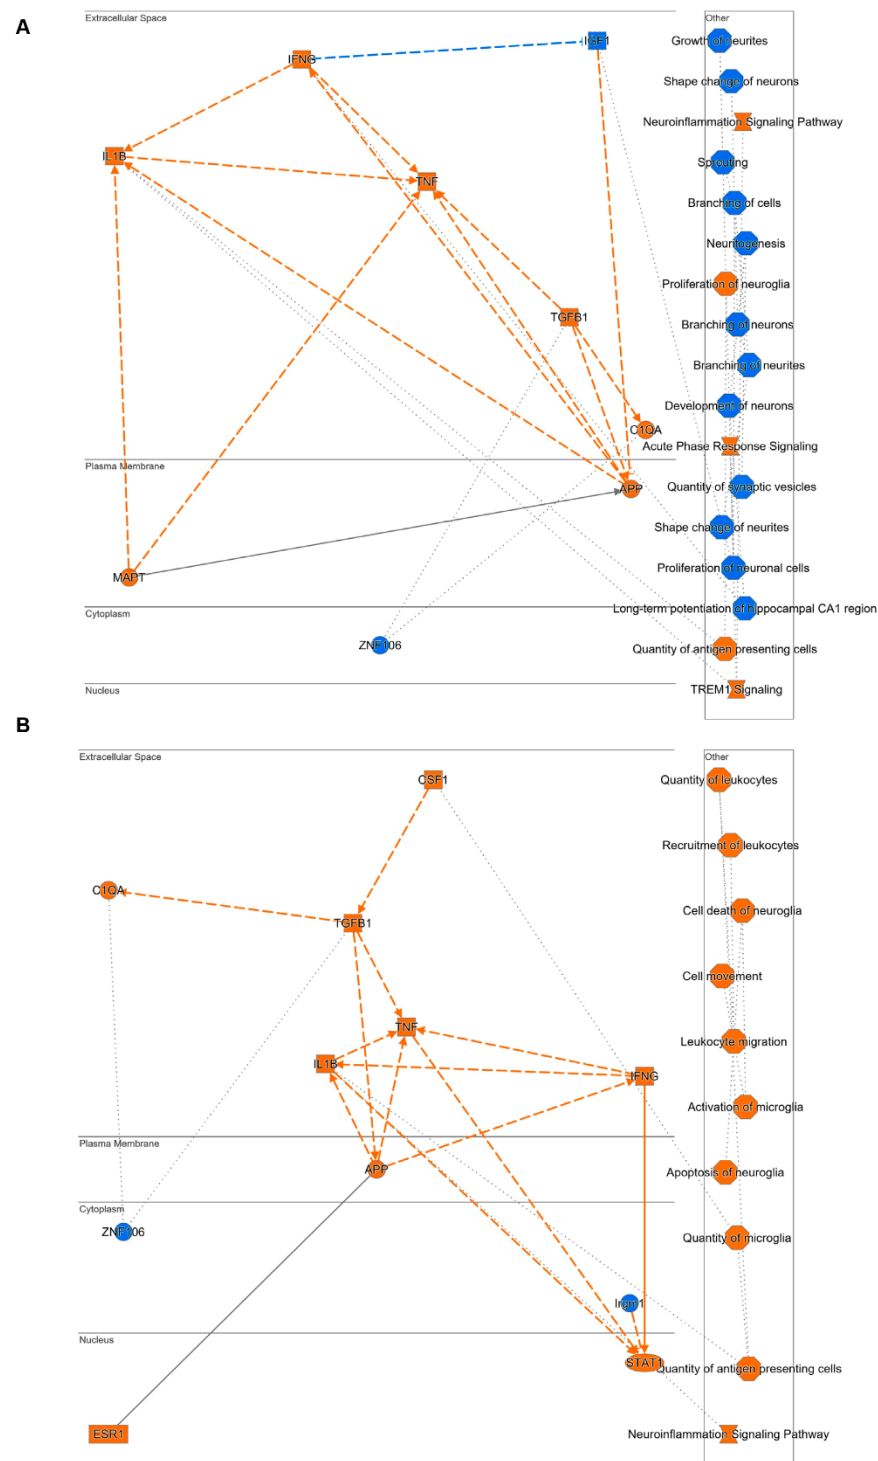 A
Extracellular Space
Other
IFNG
IGF1
Growth of neurites
Shape change of neurons
Neuroinflammation Signaling Pathway
IL1B
Sprouting
TNF
Branching of cells
Neuritogenesis
Proliferation of neuroglia
TGFB1
Branching of neurons
Branching of neurites
Development of neurons
C1QA
Acute Phase Response Signaling
Plasma Membrane
APP
Quantity of synaptic vesicles
Shape change of neurites
MAPT
Proliferation of neuronal cells
Cytoplasm
Long-term potentiation of hippocampal CA1 region
ZNF106
Quantity of antigen presenting cells
Nucleus
TREM1 Signaling
B
Extracellular Space
Other
CSF1
Quantity of leukocytes
Recruitment of leukocytes
C1QA
Cell death of neuroglia
TGFB1
Cell movement
TNF
Leukocyte migration
IL1B
IFNG
Activation of microglia
Plasma Membrane
APP
Apoptosis of neuroglia
Cytoplasm
ZNF106
Quantity of microglia
Irgm1
Nucleus
STAT1
Quantity of antigen presenting cells
ESR1
Neuroinflammation Signaling Pathway